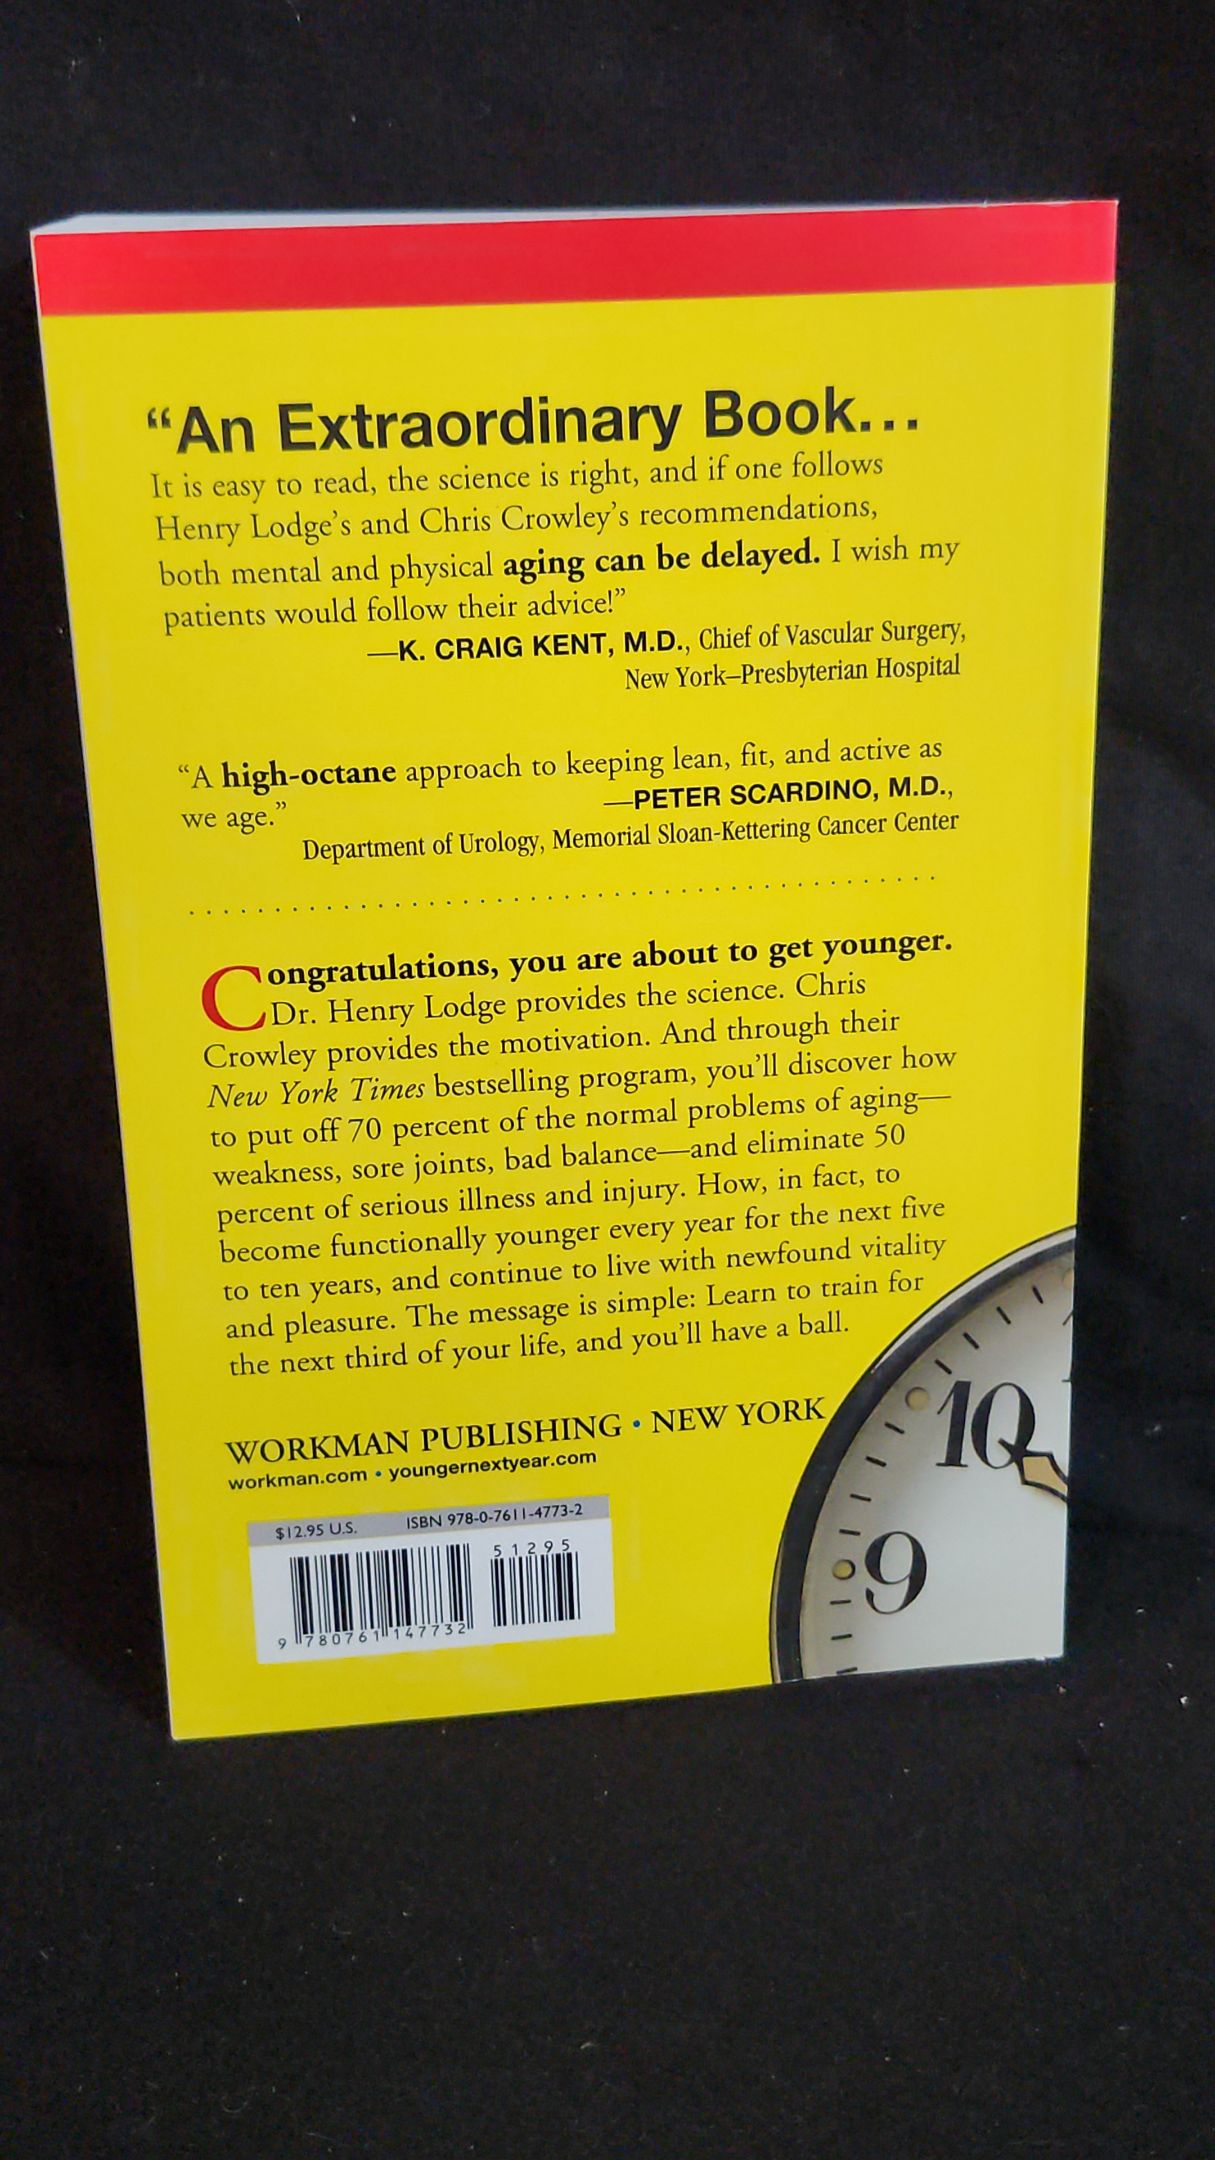 “An Extraordinary Book...
It is easy to read, the science is right, and if one follows
Henry Lodge’s and Chris Crowley’s recommendations,
both mental and physical aging can be delayed. I wish my
patients would follow their advice!”
—K. CRAIG KENT, M.D., Chief of Vascular Surgery,
New York–Presbyterian Hospital
“A high-octane approach to keeping lean, fit, and active as
we age.” —PETER SCARDINO, M.D.,
Department of Urology, Memorial Sloan-Kettering Cancer Center
Congratulations, you are about to get younger.
Dr. Henry Lodge provides the science. Chris
Crowley provides the motivation. And through their
New York Times bestselling program, you’ll discover how
to put off 70 percent of the normal problems of aging—
weakness, sore joints, bad balance—and eliminate 50
percent of serious illness and injury. How, in fact, to
become functionally younger every year for the next five
to ten years, and continue to live with newfound vitality
and pleasure. The message is simple: Learn to train for
the next third of your life, and you’ll have a ball.
WORKMAN PUBLISHING • NEW YORK
workman.com • youngernextyear.com
$12.95 U.S. ISBN 978-0-7611-4773-2
51295
9 780761 147732
10
9